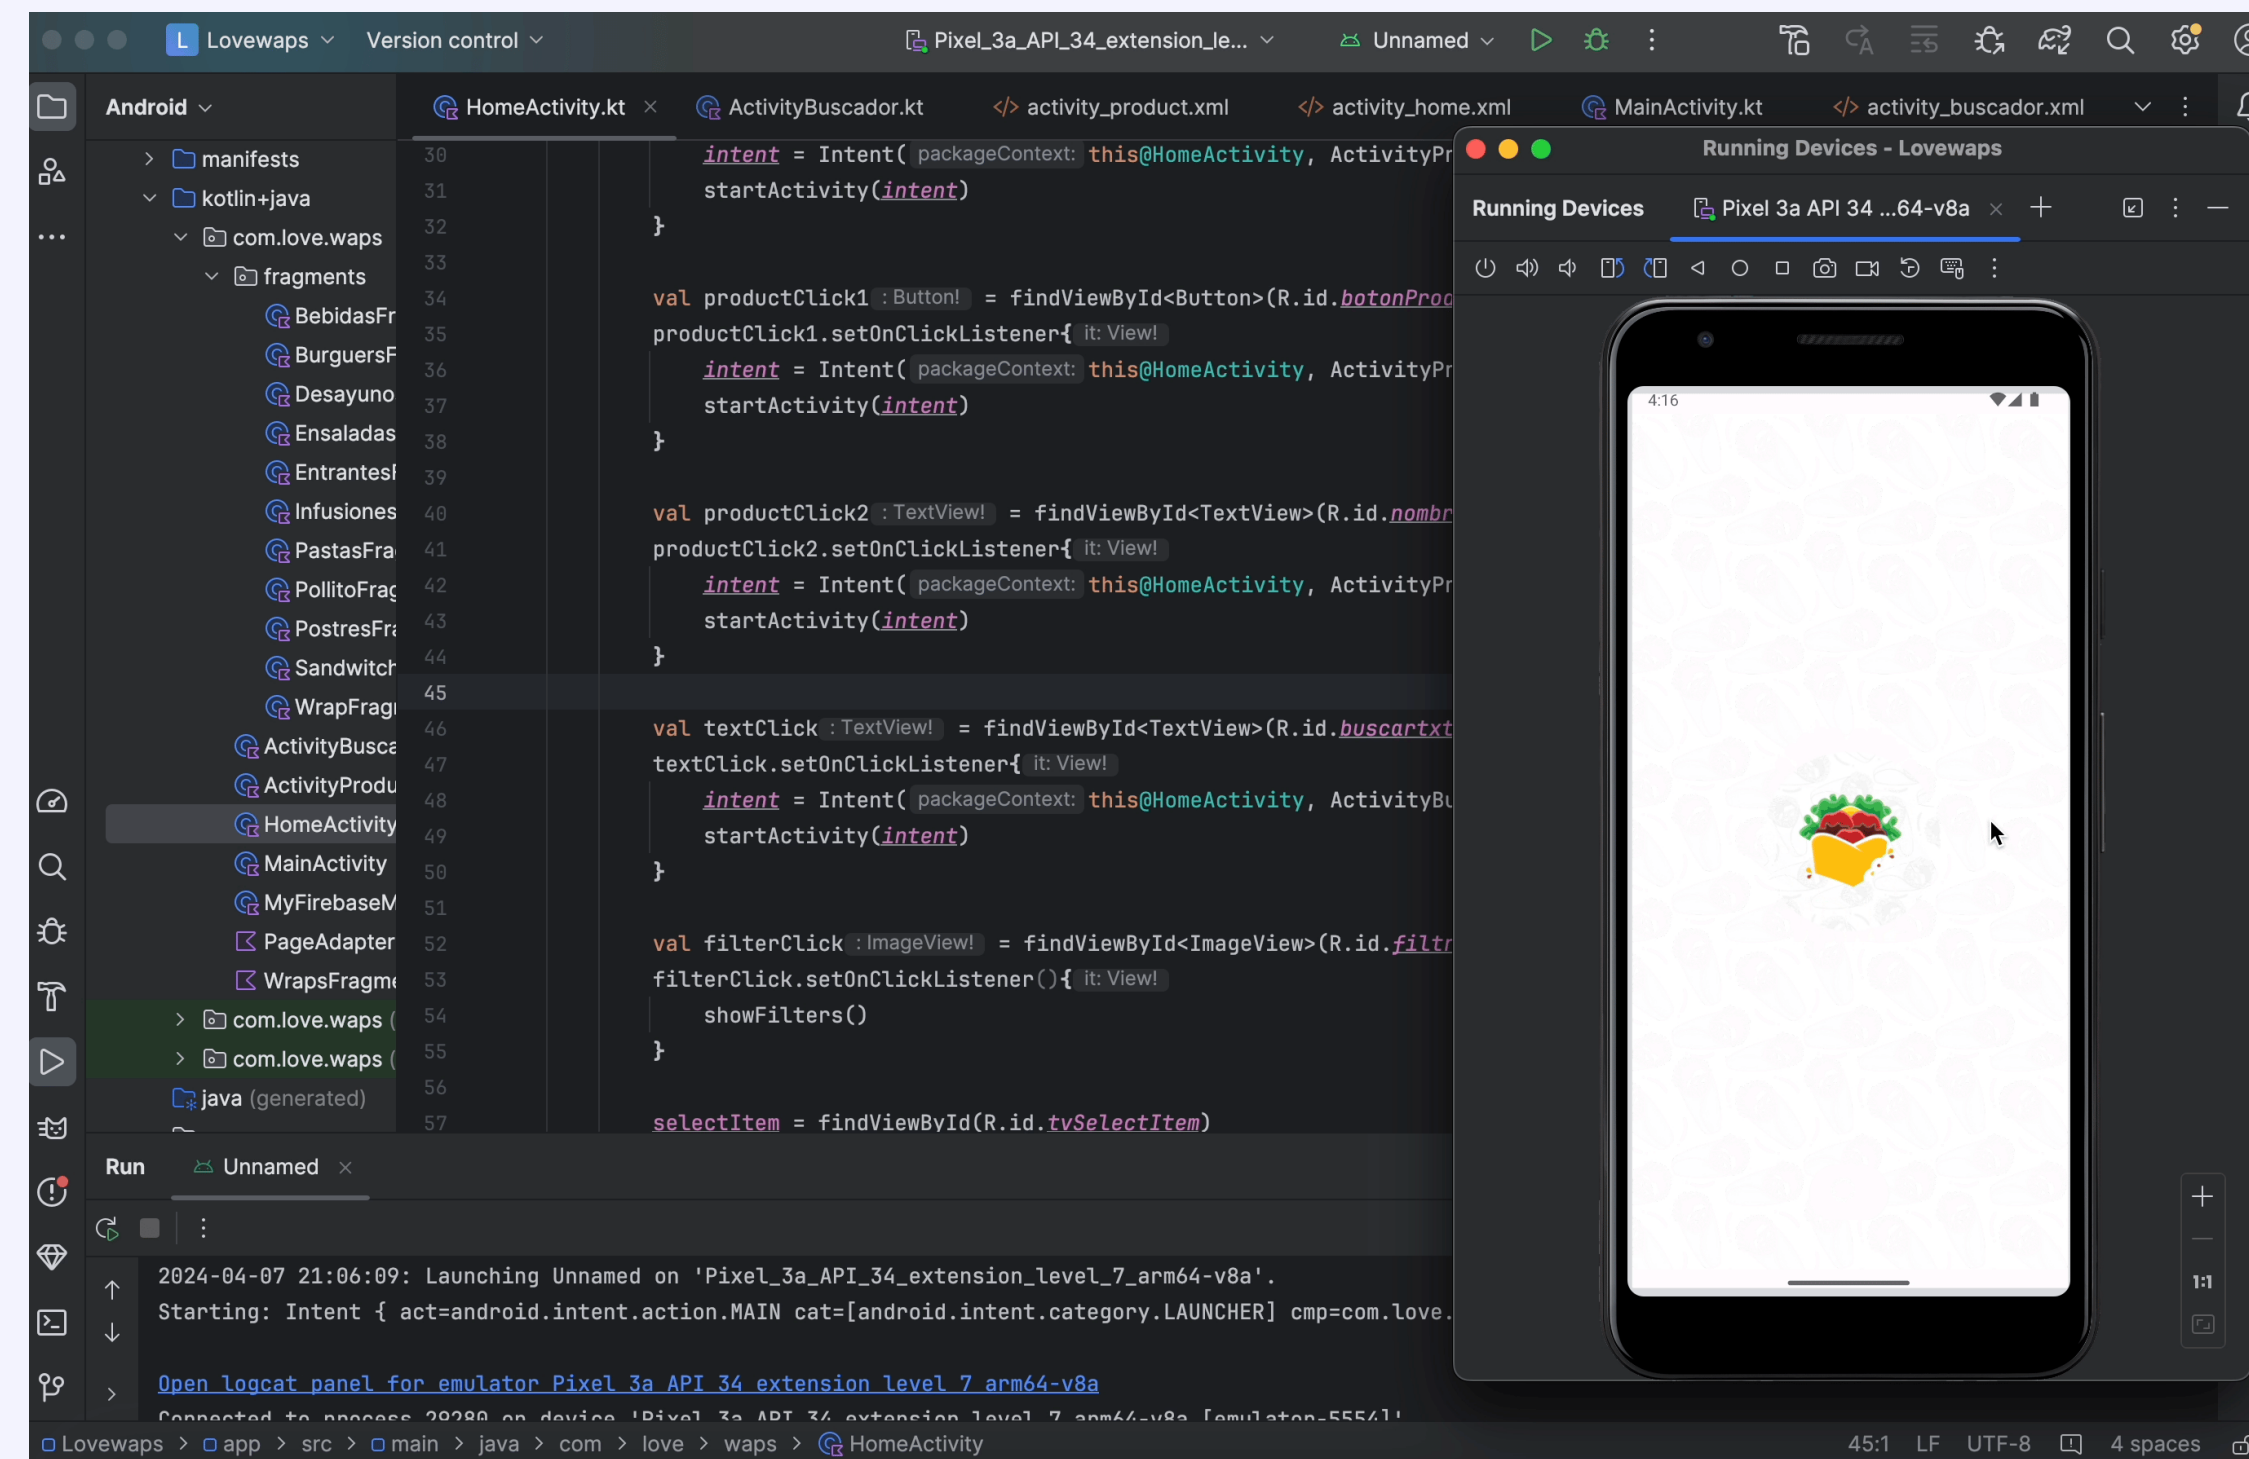 L Lovewaps Version control Pixel_3a_API_34_extension_le... Unnamed
Android HomeActivity.kt ActivityBuscador.kt activity_product.xml activity_home.xml MainActivity.kt activity_buscador.xml
manifests
kotlin+java
com.love.waps
fragments
BebidasFr
BurguersF
Desayuno
Ensaladas
Entrantes
Infusiones
PastasFra
PollitoFrag
PostresFra
Sandwitch
WrapFragr
ActivityBusca
ActivityProdu
HomeActivity
MainActivity
MyFirebaseM
PageAdapter
WrapsFragme
com.love.waps (
com.love.waps (
java (generated)
30 intent = Intent( packageContext: this@HomeActivity, ActivityPr
31 startActivity(intent)
32 }
33
34 val productClick1 : Button! = findViewById<Button>(R.id.botonProd
35 productClick1.setOnClickListener{ it: View!
36 intent = Intent( packageContext: this@HomeActivity, ActivityPr
37 startActivity(intent)
38 }
39
40 val productClick2 : TextView! = findViewById<TextView>(R.id.nombr
41 productClick2.setOnClickListener{ it: View!
42 intent = Intent( packageContext: this@HomeActivity, ActivityPr
43 startActivity(intent)
44 }
45
46 val textClick : TextView! = findViewById<TextView>(R.id.buscartxt
47 textClick.setOnClickListener{ it: View!
48 intent = Intent( packageContext: this@HomeActivity, ActivityBu
49 startActivity(intent)
50 }
51
52 val filterClick : ImageView! = findViewById<ImageView>(R.id.filtr
53 filterClick.setOnClickListener(){ it: View!
54 showFilters()
55 }
56
57 selectItem = findViewById(R.id.tvSelectItem)
Running Devices - Lovewaps
Running Devices Pixel 3a API 34 ...64-v8a
4:16
1:1
Run Unnamed
2024-04-07 21:06:09: Launching Unnamed on 'Pixel_3a_API_34_extension_level_7_arm64-v8a'.
Starting: Intent { act=android.intent.action.MAIN cat=[android.intent.category.LAUNCHER] cmp=com.love.
Open logcat panel for emulator Pixel 3a API 34 extension level 7 arm64-v8a
Connected to process 29280 on device 'Pixel_3a_API_34_extension_level_7_arm64-v8a [emulator-5554]'.
Lovewaps > app > src > main > java > com > love > waps > HomeActivity 45:1 LF UTF-8 4 spaces